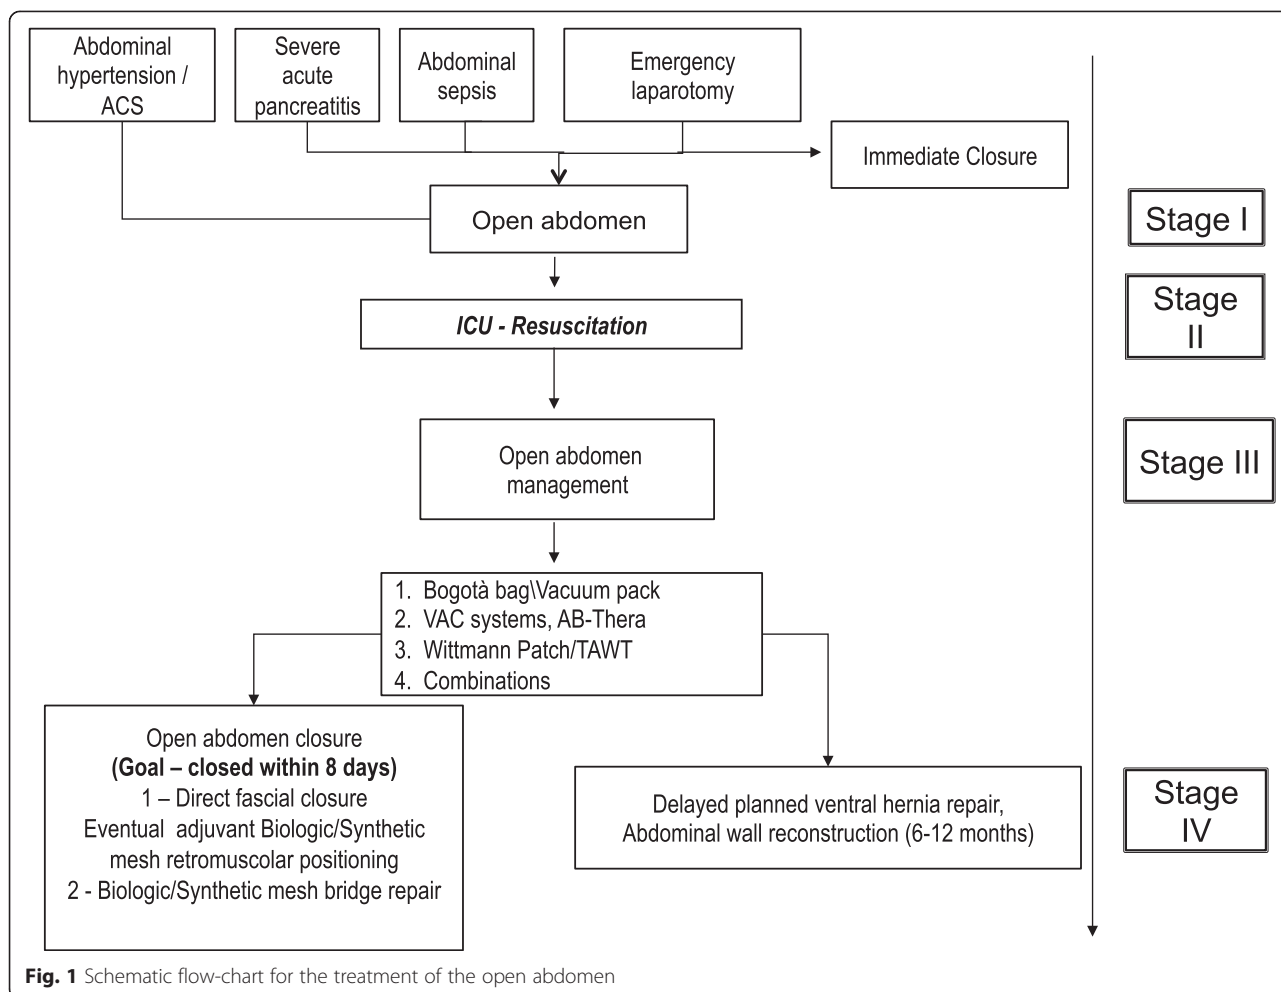 Abdominal
hypertension /
ACS
Severe
acute
pancreatitis
Abdominal
sepsis
Emergency
laparotomy
Immediate Closure
Open abdomen
Stage I
ICU - Resuscitation
Stage
II
Open abdomen
management
Stage III
1. Bogotà bag\Vacuum pack
2. VAC systems, AB-Thera
3. Wittmann Patch/TAWT
4. Combinations
Open abdomen closure
(Goal – closed within 8 days)
1 – Direct fascial closure
Eventual adjuvant Biologic/Synthetic
mesh retromuscolar positioning
2 - Biologic/Synthetic mesh bridge repair
Delayed planned ventral hernia repair,
Abdominal wall reconstruction (6-12 months)
Stage
IV
Fig. 1 Schematic flow-chart for the treatment of the open abdomen